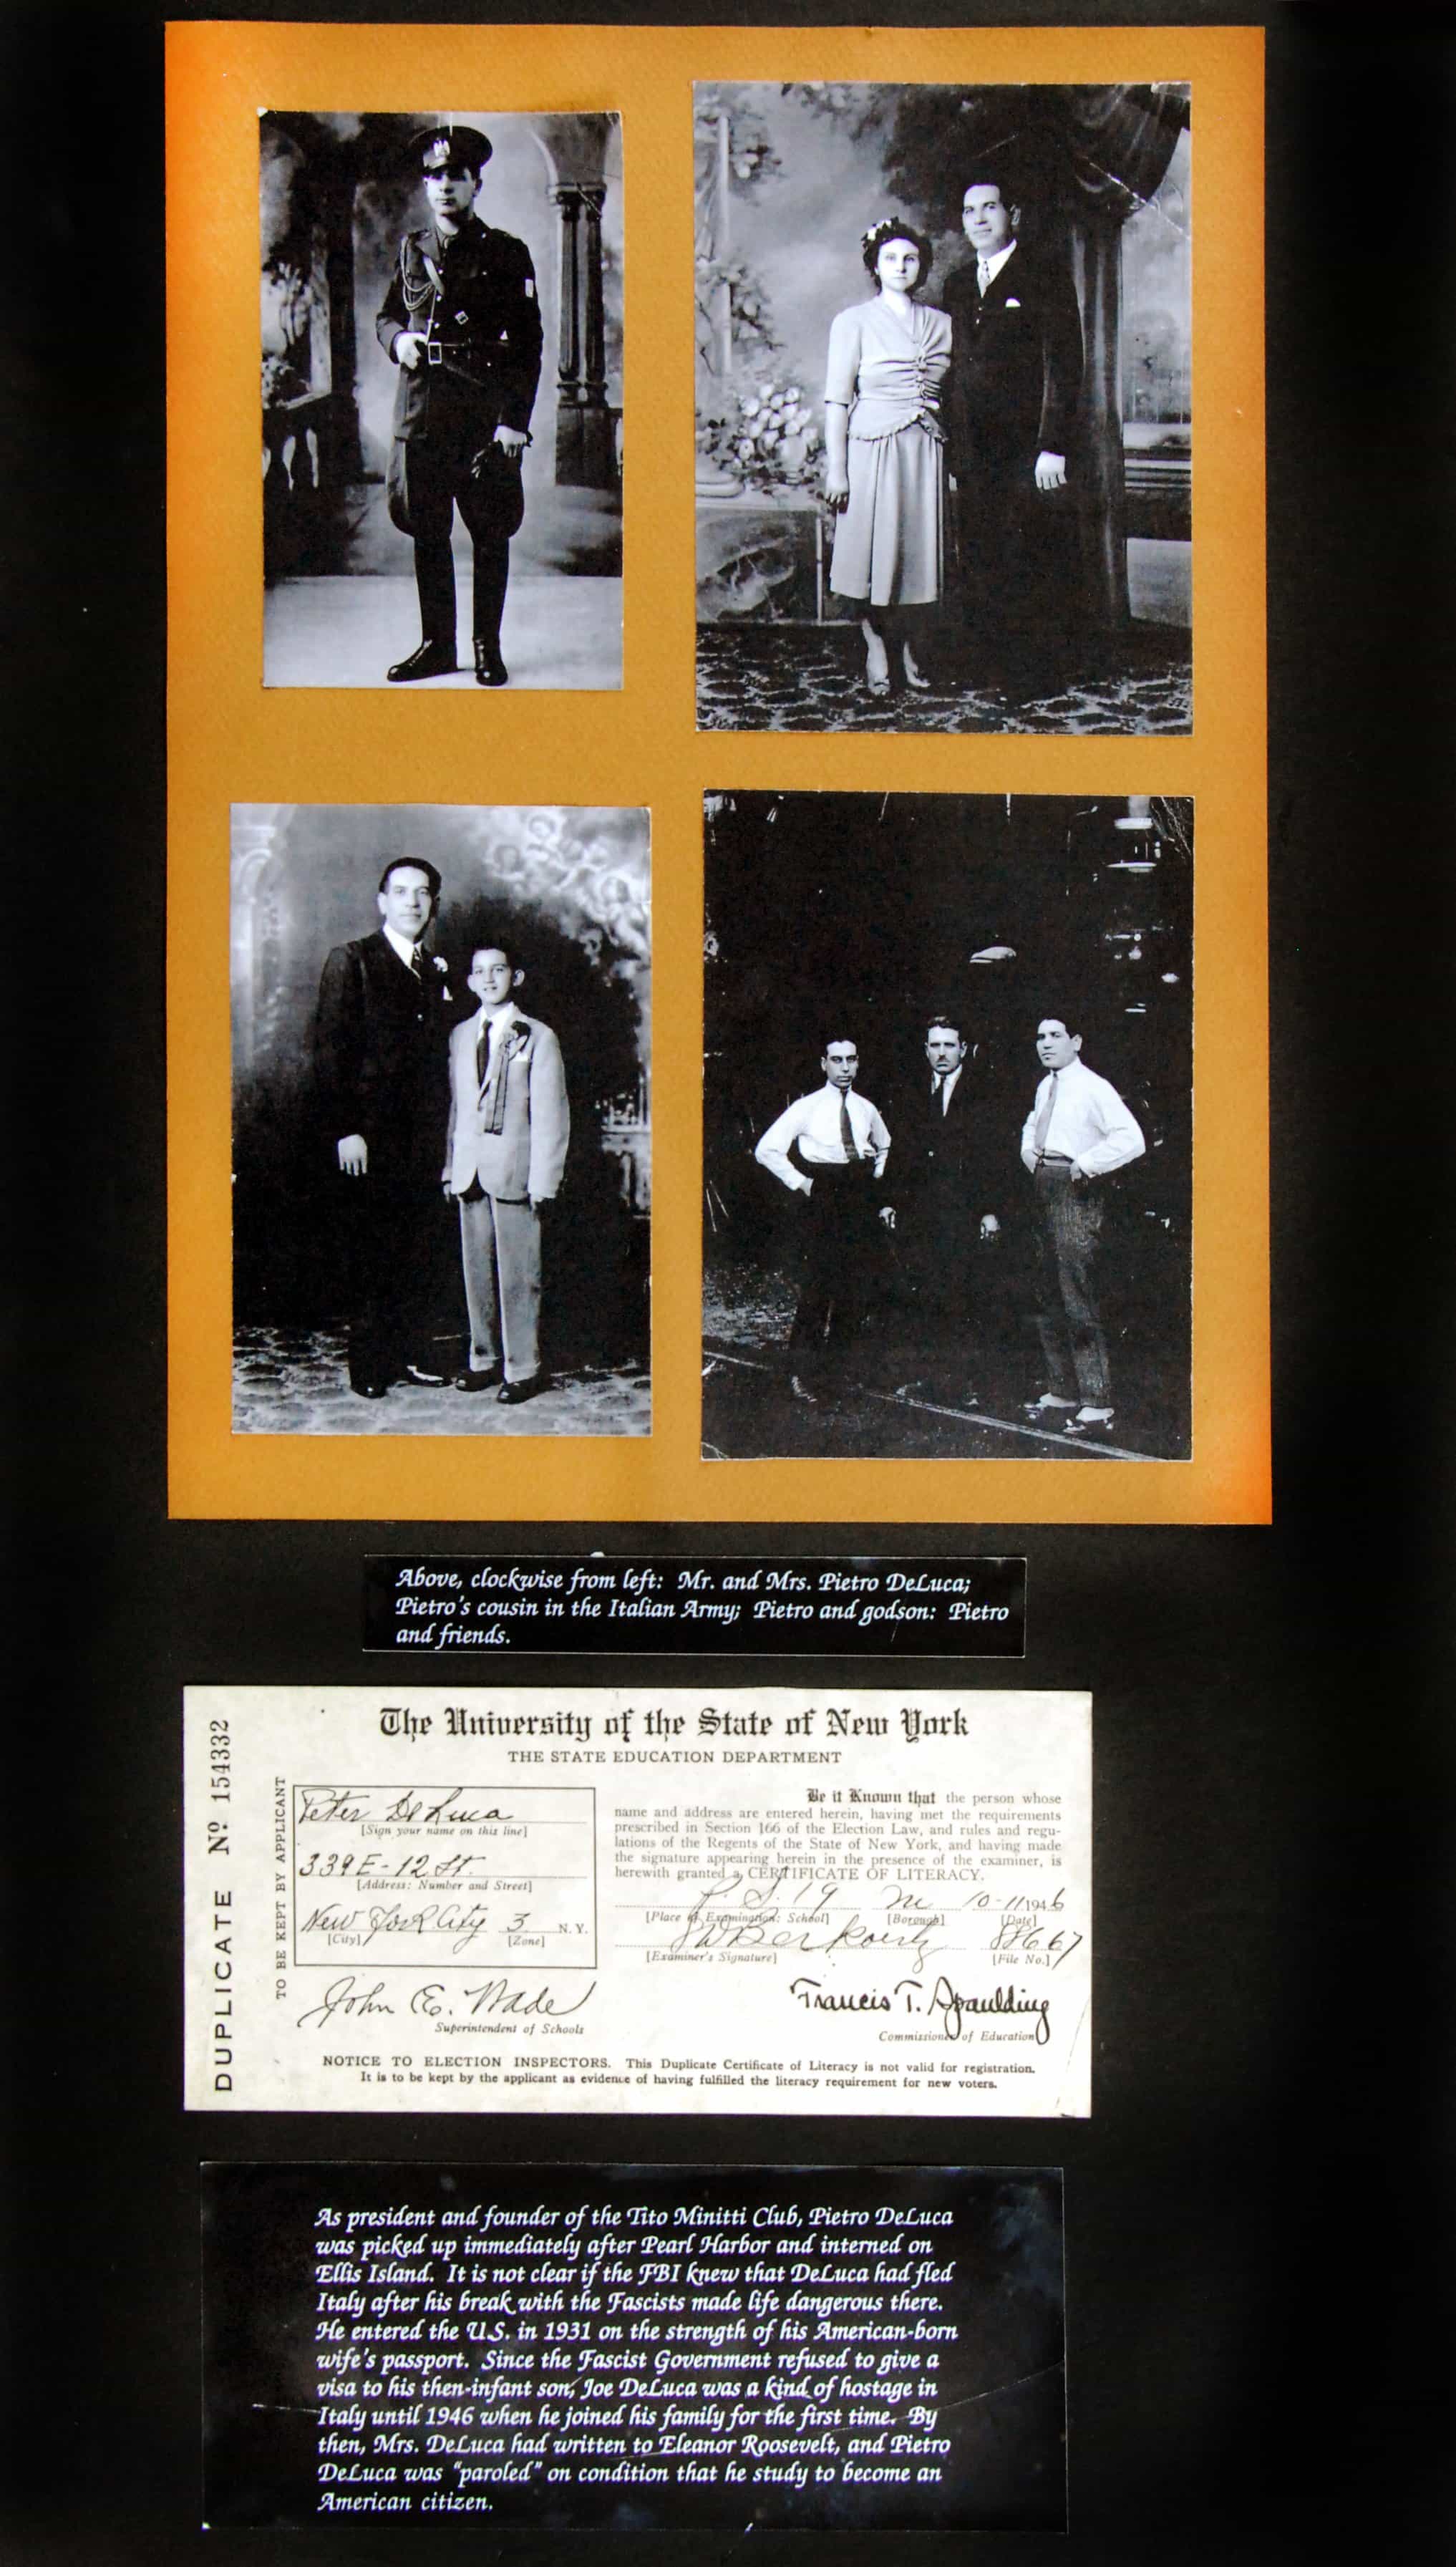 Above, clockwise from left: Mr. and Mrs. Pietro DeLuca;
Pietro's cousin in the Italian Army; Pietro and godson: Pietro
and friends.
DUPLICATE Nº 154332
TO BE KEPT BY APPLICANT
The University of the State of New York
THE STATE EDUCATION DEPARTMENT
Peter DeLuca
[Sign your name on this line]
339 E-12 St.
[Address: Number and Street]
New York City 3 N.Y.
[City] [Zone]
Be it Known that the person whose
name and address are entered herein, having met the requirements
prescribed in Section 166 of the Election Law, and rules and regu-
lations of the Regents of the State of New York, and having made
the signature appearing herein in the presence of the examiner, is
herewith granted a CERTIFICATE OF LITERACY.
P. S. 19 M 10-11 1946
[Place of Examination: School] [Borough] [Date]
Berkowitz 88667
[Examiner's Signature] [File No.]
John E. Wade
Superintendent of Schools
Francis T. Spaulding
Commissioner of Education
NOTICE TO ELECTION INSPECTORS. This Duplicate Certificate of Literacy is not valid for registration.
It is to be kept by the applicant as evidence of having fulfilled the literacy requirement for new voters.
As president and founder of the Tito Minitti Club, Pietro DeLuca
was picked up immediately after Pearl Harbor and interned on
Ellis Island. It is not clear if the FBI knew that DeLuca had fled
Italy after his break with the Fascists made life dangerous there.
He entered the U.S. in 1931 on the strength of his American-born
wife's passport. Since the Fascist Government refused to give a
visa to his then-infant son, Joe DeLuca was a kind of hostage in
Italy until 1946 when he joined his family for the first time. By
then, Mrs. DeLuca had written to Eleanor Roosevelt, and Pietro
DeLuca was "paroled" on condition that he study to become an
American citizen.